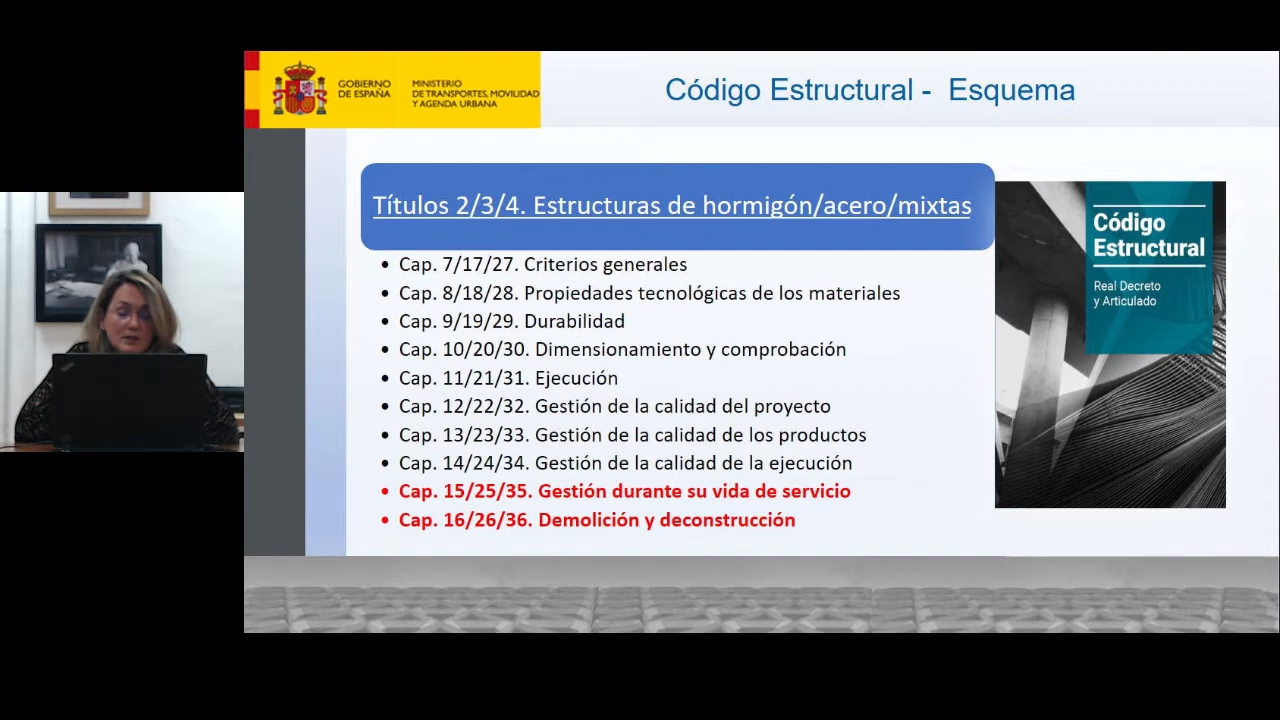 GOBIERNO
DE ESPAÑA
MINISTERIO
DE TRANSPORTES, MOVILIDAD
Y AGENDA URBANA
Código Estructural - Esquema
Títulos 2/3/4. Estructuras de hormigón/acero/mixtas
• Cap. 7/17/27. Criterios generales
• Cap. 8/18/28. Propiedades tecnológicas de los materiales
• Cap. 9/19/29. Durabilidad
• Cap. 10/20/30. Dimensionamiento y comprobación
• Cap. 11/21/31. Ejecución
• Cap. 12/22/32. Gestión de la calidad del proyecto
• Cap. 13/23/33. Gestión de la calidad de los productos
• Cap. 14/24/34. Gestión de la calidad de la ejecución
• Cap. 15/25/35. Gestión durante su vida de servicio
• Cap. 16/26/36. Demolición y deconstrucción
Código
Estructural
Real Decreto
y Articulado